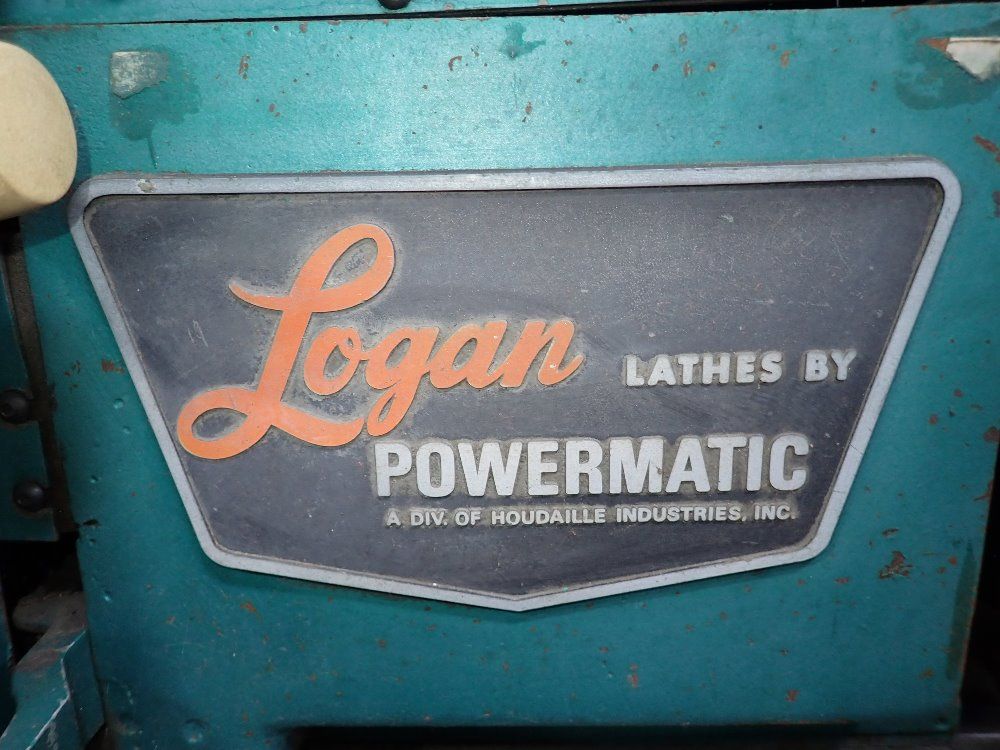 Logan LATHES BY
POWERMATIC
A DIV. OF HOUDAILLE INDUSTRIES, INC.